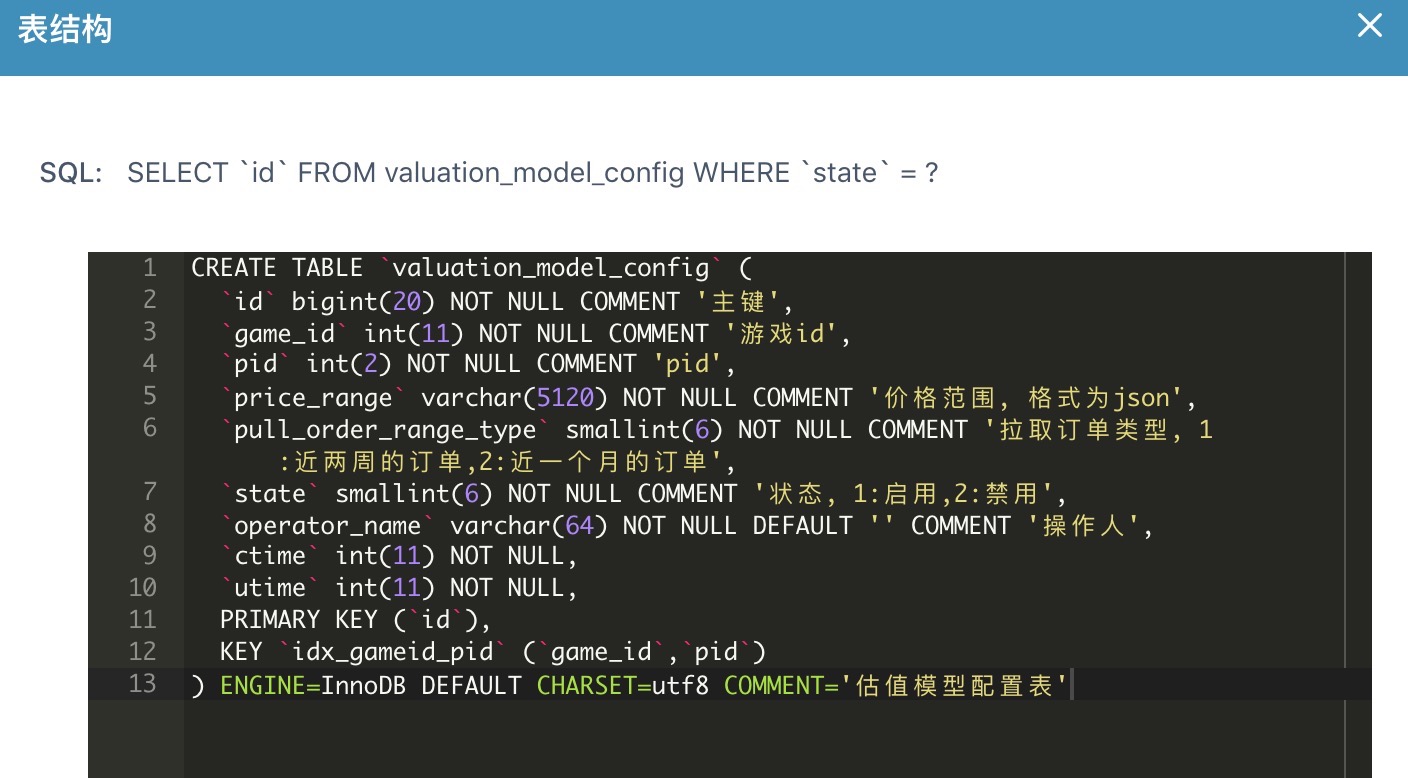 表结构
SQL: SELECT `id` FROM valuation_model_config WHERE `state` = ?
1 CREATE TABLE `valuation_model_config` (
2 `id` bigint(20) NOT NULL COMMENT '主键',
3 `game_id` int(11) NOT NULL COMMENT '游戏id',
4 `pid` int(2) NOT NULL COMMENT 'pid',
5 `price_range` varchar(5120) NOT NULL COMMENT '价格范围, 格式为json',
6 `pull_order_range_type` smallint(6) NOT NULL COMMENT '拉取订单类型, 1
:近两周的订单,2:近一个月的订单',
7 `state` smallint(6) NOT NULL COMMENT '状态, 1:启用,2:禁用',
8 `operator_name` varchar(64) NOT NULL DEFAULT '' COMMENT '操作人',
9 `ctime` int(11) NOT NULL,
10 `utime` int(11) NOT NULL,
11 PRIMARY KEY (`id`),
12 KEY `idx_gameid_pid` (`game_id`,`pid`)
13 ) ENGINE=InnoDB DEFAULT CHARSET=utf8 COMMENT='估值模型配置表'